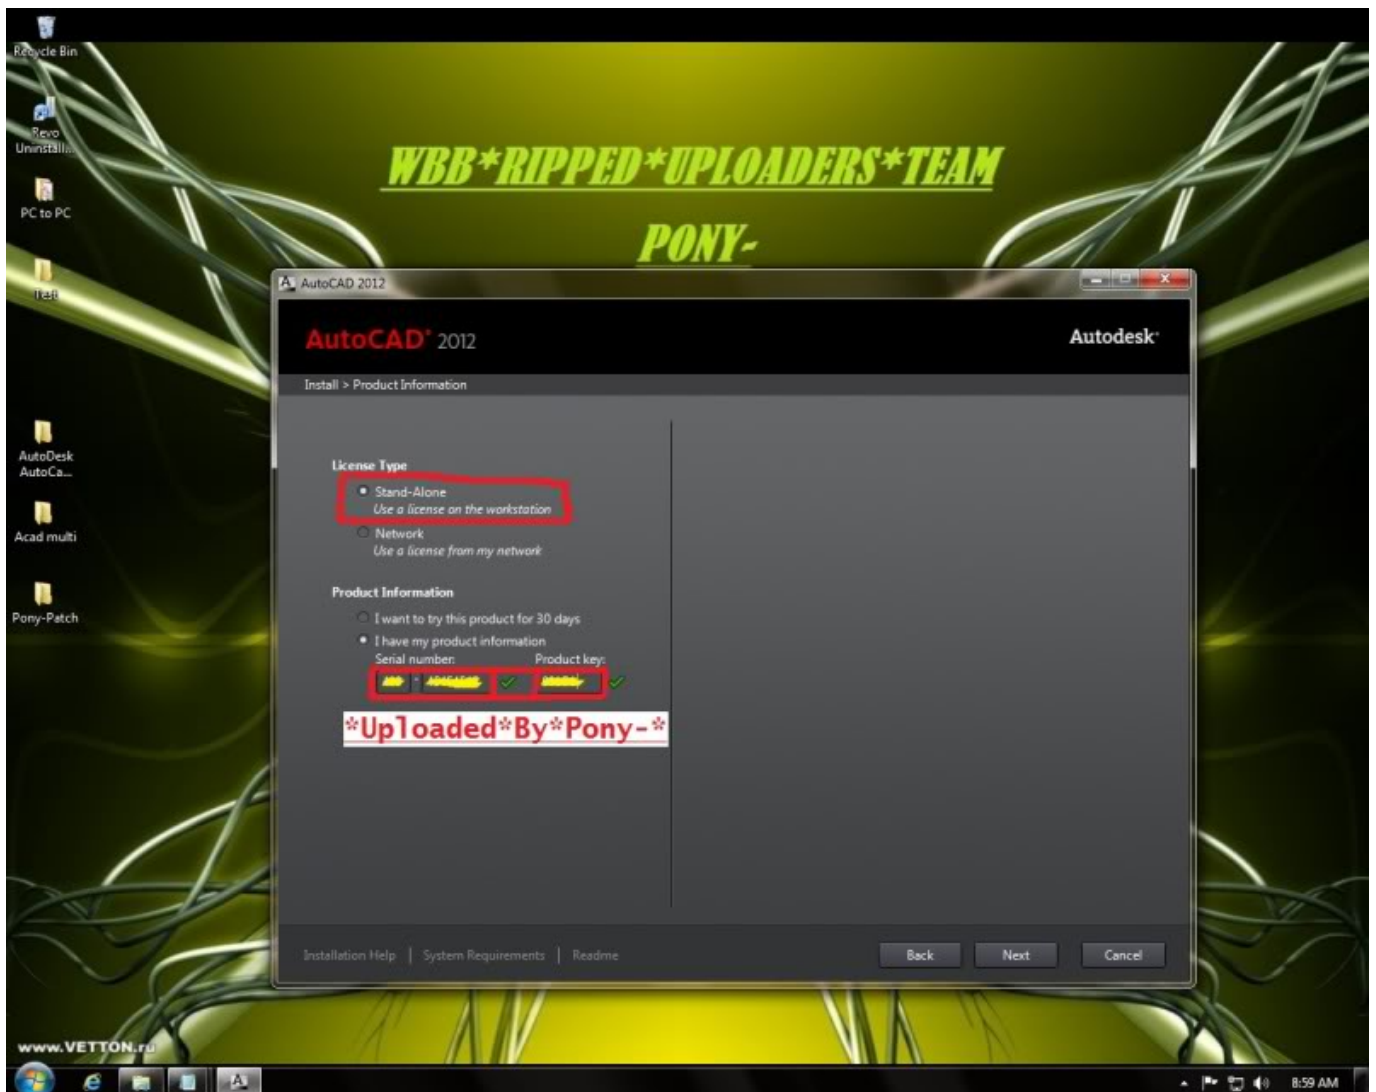 Recycle Bin
Revo
Uninstall...
PC to PC
Test
AutoDesk
AutoCa...
Acad multi
Pony-Patch
WBB*RIPPED*UPLOADERS*TEAM
PONY-
AutoCAD 2012
AutoCAD® 2012
Autodesk®
Install > Product Information
License Type
Stand-Alone
Use a license on the workstation
Network
Use a license from my network
Product Information
I want to try this product for 30 days
I have my product information
Serial number: Product key:
*Uploaded*By*Pony-*
Installation Help | System Requirements | Readme
Back Next Cancel
www.VETTON.ru
8:59 AM